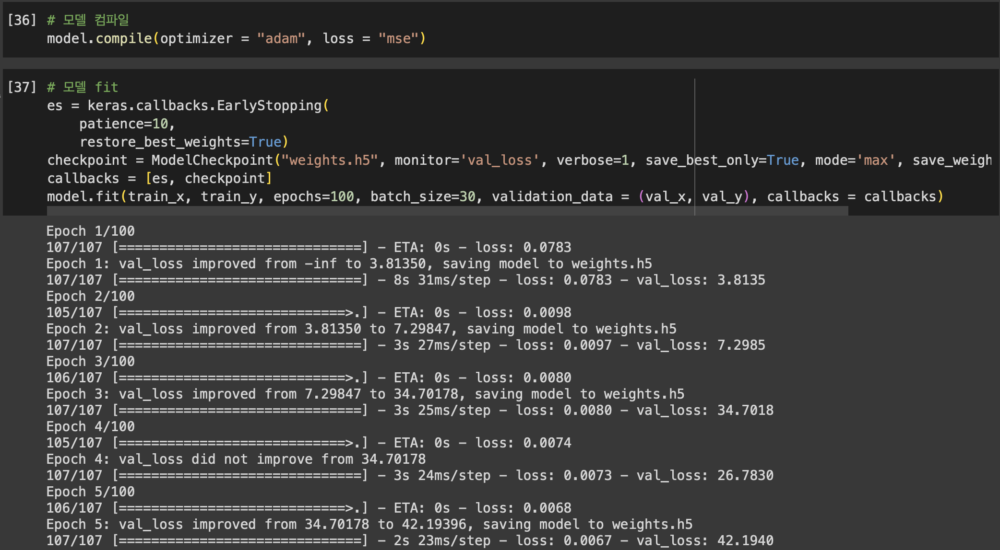 [36] # 모델 컴파일
model.compile(optimizer = "adam", loss = "mse")
[37] # 모델 fit
es = keras.callbacks.EarlyStopping(
    patience=10,
    restore_best_weights=True)
checkpoint = ModelCheckpoint("weights.h5", monitor='val_loss', verbose=1, save_best_only=True, mode='max', save_weigh
callbacks = [es, checkpoint]
model.fit(train_x, train_y, epochs=100, batch_size=30, validation_data = (val_x, val_y), callbacks = callbacks)
Epoch 1/100
107/107 [==============================] - ETA: 0s - loss: 0.0783
Epoch 1: val_loss improved from -inf to 3.81350, saving model to weights.h5
107/107 [==============================] - 8s 31ms/step - loss: 0.0783 - val_loss: 3.8135
Epoch 2/100
105/107 [============================>.] - ETA: 0s - loss: 0.0098
Epoch 2: val_loss improved from 3.81350 to 7.29847, saving model to weights.h5
107/107 [==============================] - 3s 27ms/step - loss: 0.0097 - val_loss: 7.2985
Epoch 3/100
106/107 [============================>.] - ETA: 0s - loss: 0.0080
Epoch 3: val_loss improved from 7.29847 to 34.70178, saving model to weights.h5
107/107 [==============================] - 3s 25ms/step - loss: 0.0080 - val_loss: 34.7018
Epoch 4/100
105/107 [============================>.] - ETA: 0s - loss: 0.0074
Epoch 4: val_loss did not improve from 34.70178
107/107 [==============================] - 3s 24ms/step - loss: 0.0073 - val_loss: 26.7830
Epoch 5/100
106/107 [============================>.] - ETA: 0s - loss: 0.0068
Epoch 5: val_loss improved from 34.70178 to 42.19396, saving model to weights.h5
107/107 [==============================] - 2s 23ms/step - loss: 0.0067 - val_loss: 42.1940